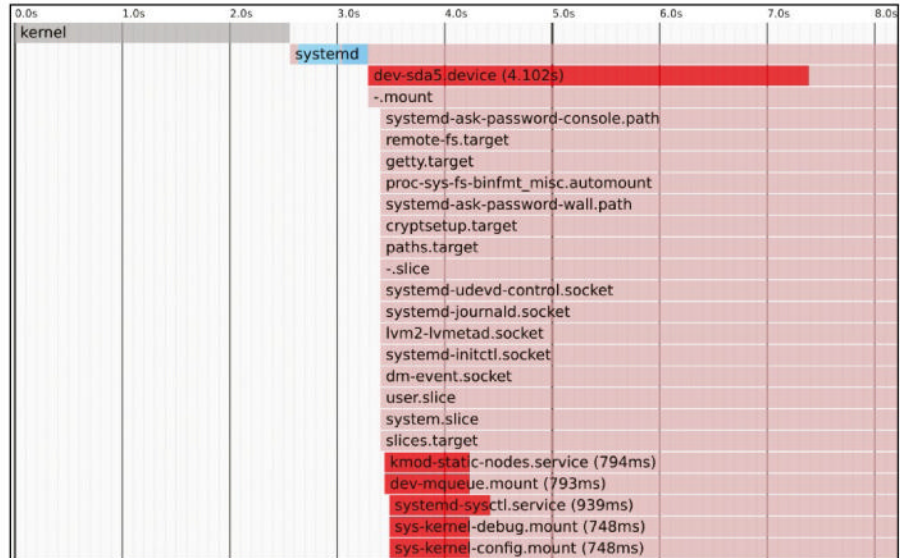 0.0s 1.0s 2.0s 3.0s 4.0s 5.0s 6.0s 7.0s 8.0s
kernel
systemd
dev-sda5.device (4.102s)
-.mount
systemd-ask-password-console.path
remote-fs.target
getty.target
proc-sys-fs-binfmt_misc.automount
systemd-ask-password-wall.path
cryptsetup.target
paths.target
-.slice
systemd-udevd-control.socket
systemd-journald.socket
lvm2-lvmetad.socket
systemd-initctl.socket
dm-event.socket
user.slice
system.slice
slices.target
kmod-static-nodes.service (794ms)
dev-mqueue.mount (793ms)
systemd-sysctl.service (939ms)
sys-kernel-debug.mount (748ms)
sys-kernel-config.mount (748ms)